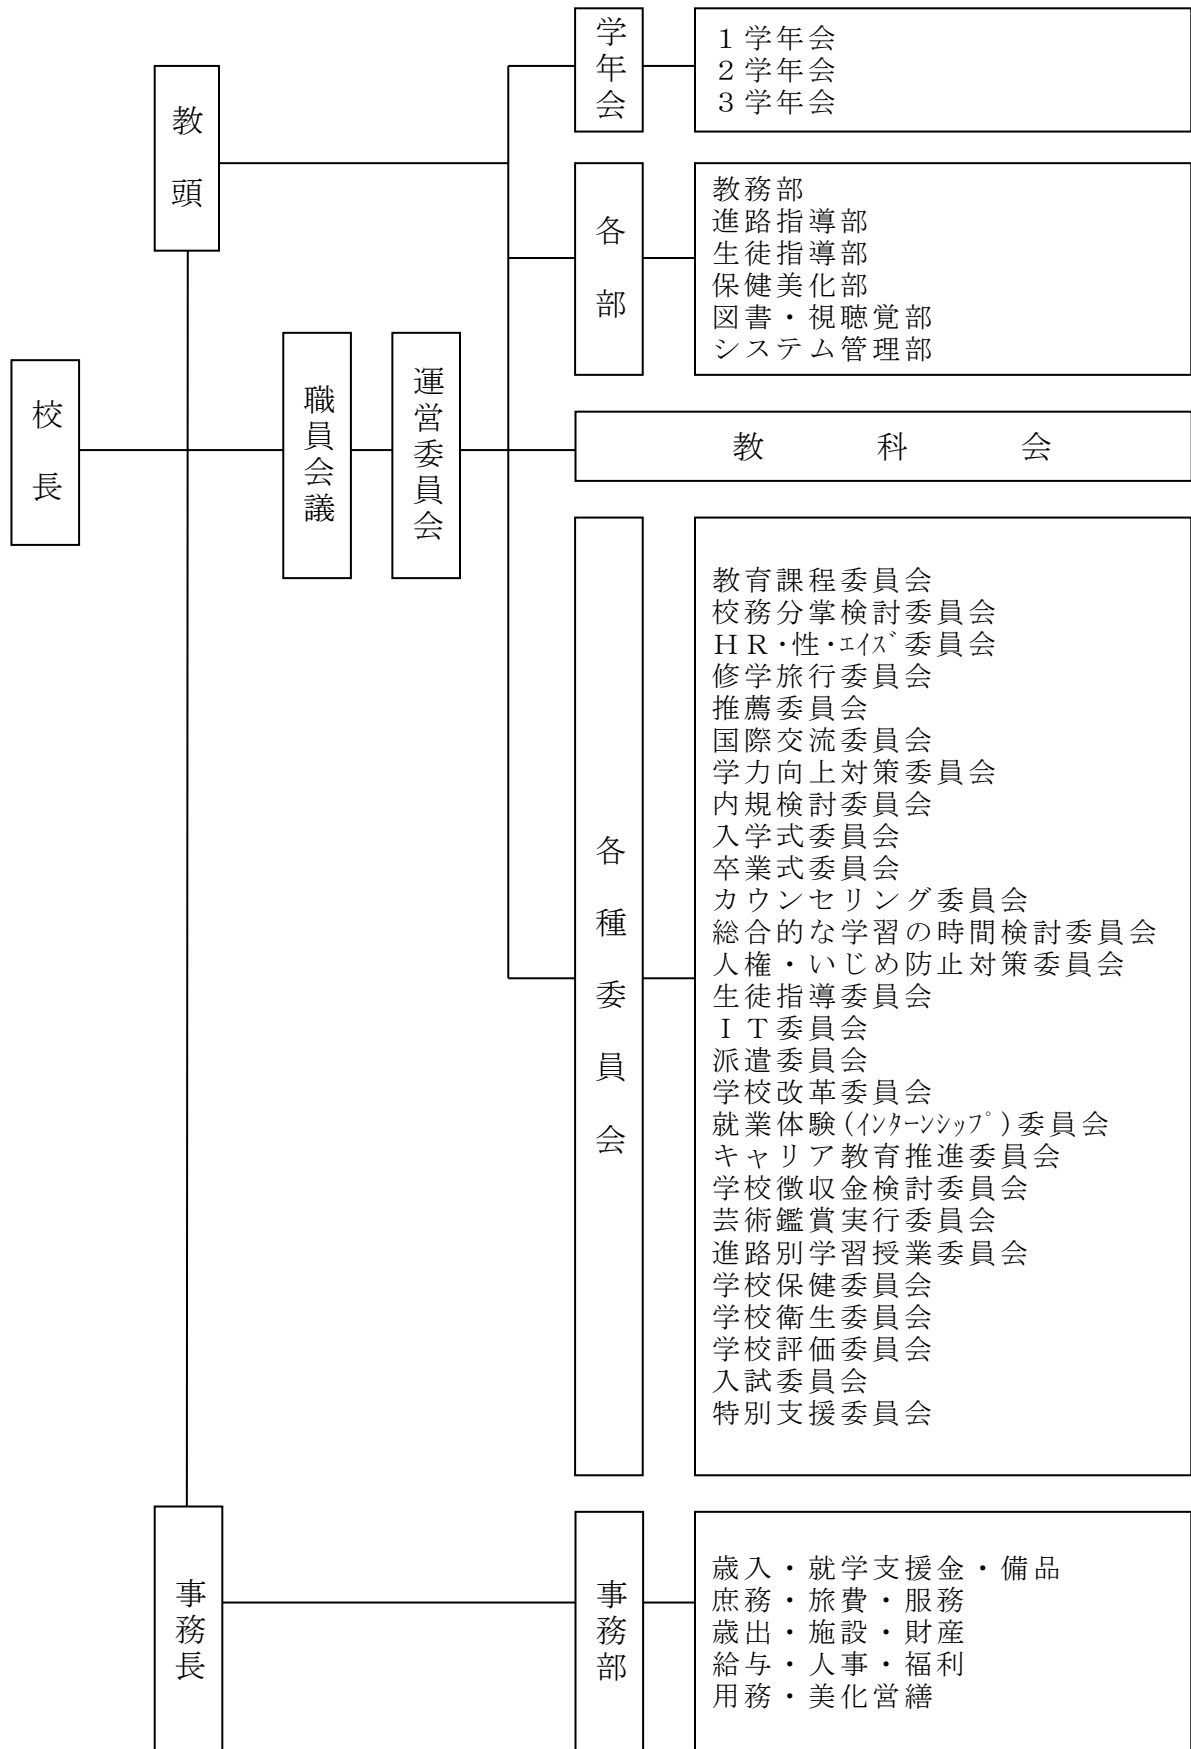 校長
教頭
職員会議
運営委員会
学年会
１学年会
２学年会
３学年会
各部
教務部
進路指導部
生徒指導部
保健美化部
図書・視聴覚部
システム管理部
教科会
各種委員会
教育課程委員会
校務分掌検討委員会
ＨＲ・性・ｴｲｽﾞ委員会
修学旅行委員会
推薦委員会
国際交流委員会
学力向上対策委員会
内規検討委員会
入学式委員会
卒業式委員会
カウンセリング委員会
総合的な学習の時間検討委員会
人権・いじめ防止対策委員会
生徒指導委員会
ＩＴ委員会
派遣委員会
学校改革委員会
就業体験(ｲﾝﾀｰﾝｼｯﾌﾟ)委員会
キャリア教育推進委員会
学校徴収金検討委員会
芸術鑑賞実行委員会
進路別学習授業委員会
学校保健委員会
学校衛生委員会
学校評価委員会
入試委員会
特別支援委員会
事務長
事務部
歳入・就学支援金・備品
庶務・旅費・服務
歳出・施設・財産
給与・人事・福利
用務・美化営繕